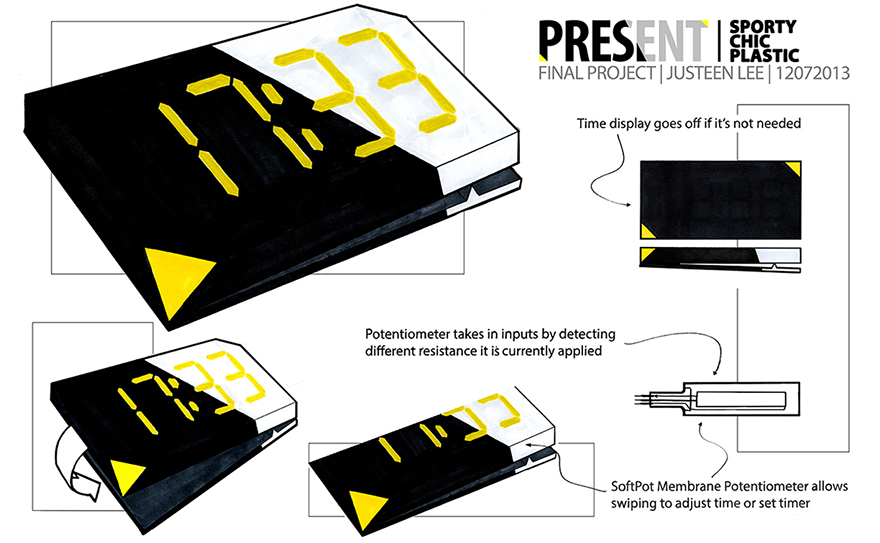 PRESENT
SPORTY
CHIC
PLASTIC
FINAL PROJECT | JUSTEEN LEE | 12072013
17:33
Time display goes off if it's not needed
Potentiometer takes in inputs by detecting
different resistance it is currently applied
17:33
SoftPot Membrane Potentiometer allows
swiping to adjust time or set timer